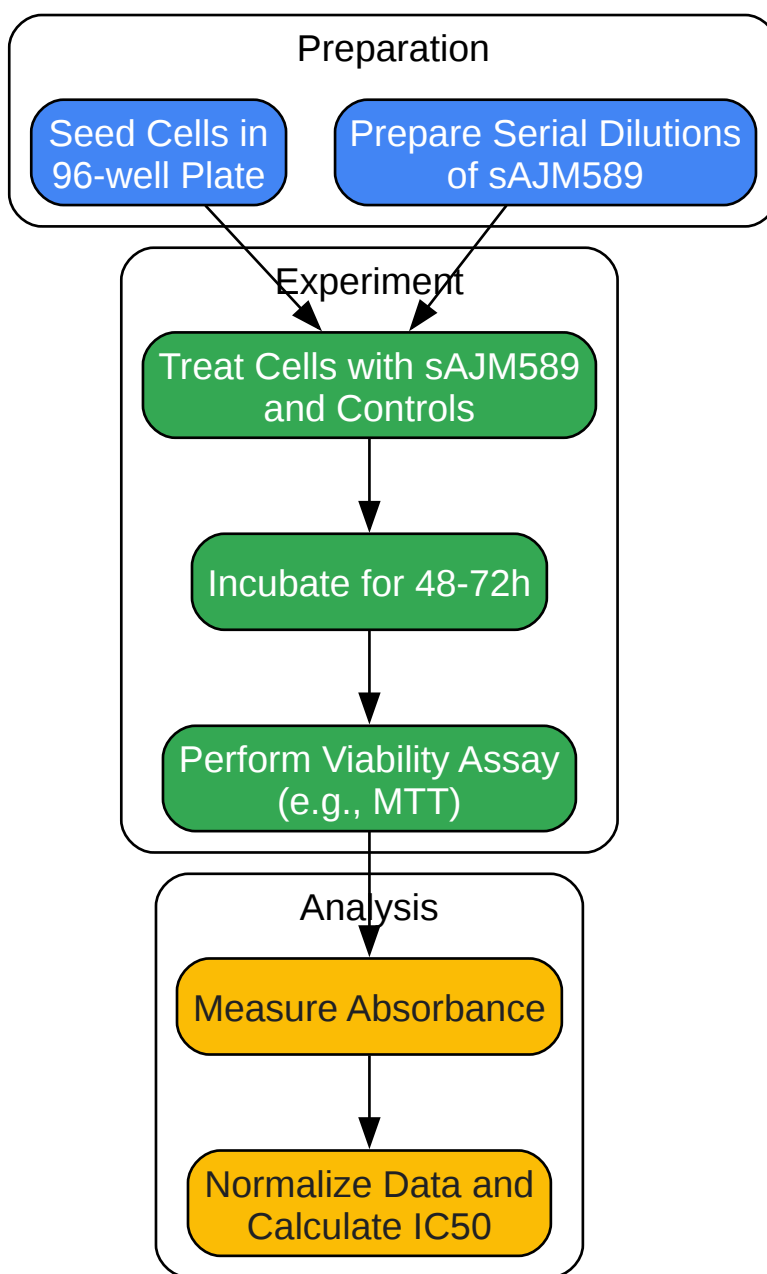 Preparation
Seed Cells in
96-well Plate
Prepare Serial Dilutions
of sAJM589
Experiment
Treat Cells with sAJM589
and Controls
Incubate for 48-72h
Perform Viability Assay
(e.g., MTT)
Analysis
Measure Absorbance
Normalize Data and
Calculate IC50